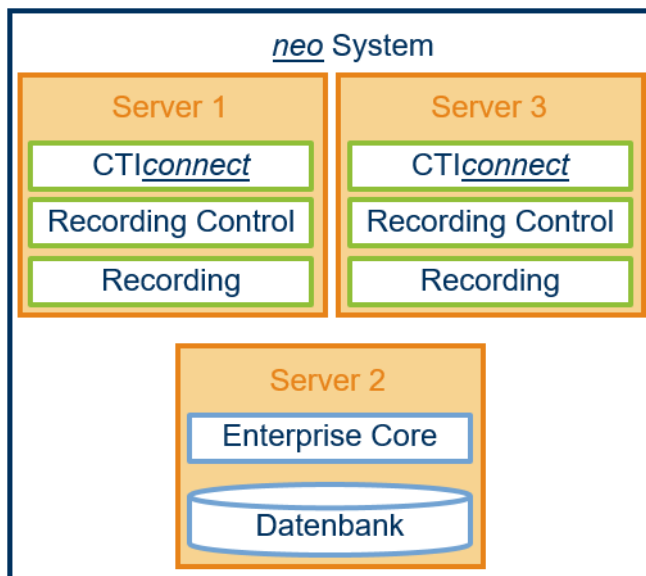 neo System
Server 1
CTIconnect
Recording Control
Recording
Server 3
CTIconnect
Recording Control
Recording
Server 2
Enterprise Core
Datenbank